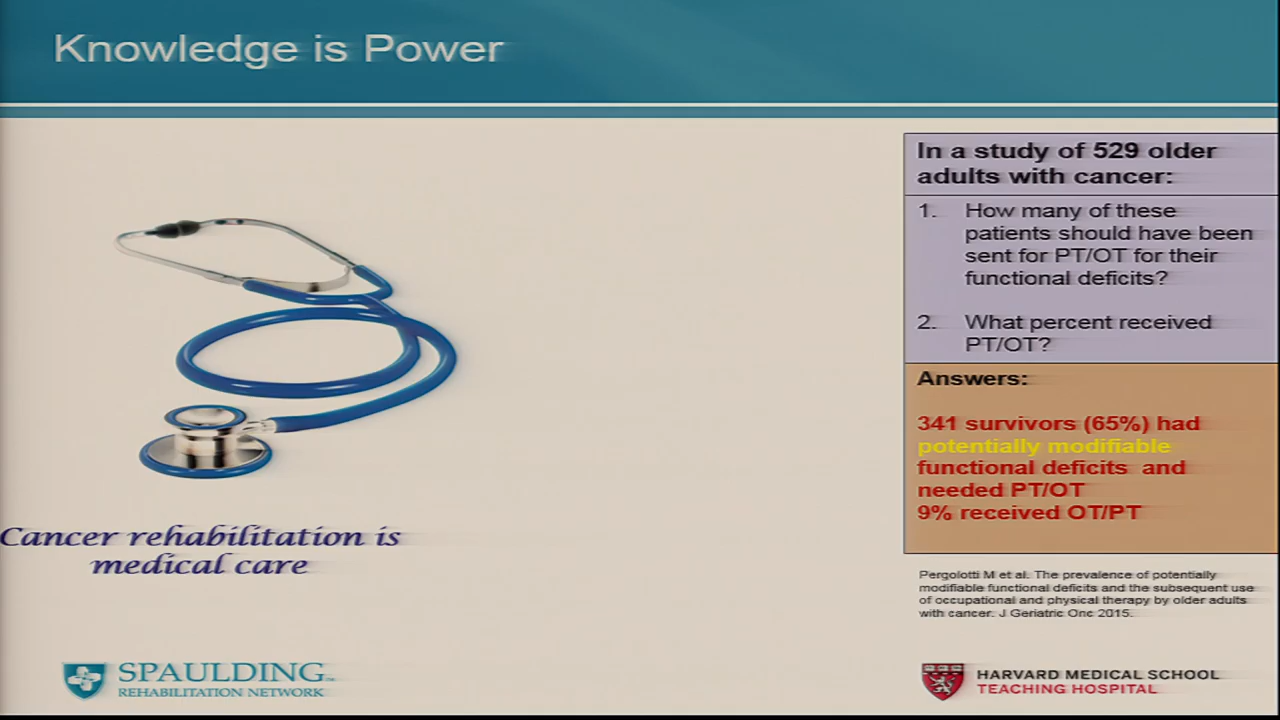 Knowledge is Power
In a study of 529 older
adults with cancer:
1. How many of these
patients should have been
sent for PT/OT for their
functional deficits?
2. What percent received
PT/OT?
Answers:
341 survivors (65%) had
potentially modifiable
functional deficits and
needed PT/OT
9% received OT/PT
Cancer rehabilitation is
medical care
Pergolotti M et al. The prevalence of potentially
modifiable functional deficits and the subsequent use
of occupational and physical therapy by older adults
with cancer. J Geriatric Onc 2015.
SPAULDING
REHABILITATION NETWORK
HARVARD MEDICAL SCHOOL
TEACHING HOSPITAL